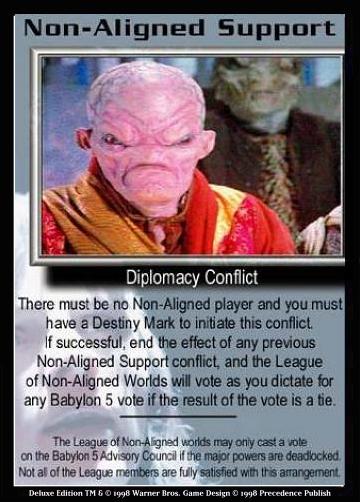 Non-Aligned Support
Diplomacy Conflict
There must be no Non-Aligned player and you must
have a Destiny Mark to initiate this conflict.
If successful, end the effect of any previous
Non-Aligned Support conflict, and the League
of Non-Aligned Worlds will vote as you dictate for
any Babylon 5 vote if the result of the vote is a tie.
The League of Non-Aligned worlds may only cast a vote
on the Babylon 5 Advisory Council if the major powers are deadlocked.
Not all of the League members are fully satisfied with this arrangement.
Deluxe Edition TM & © 1998 Warner Bros. Game Design © 1998 Precedence Publish